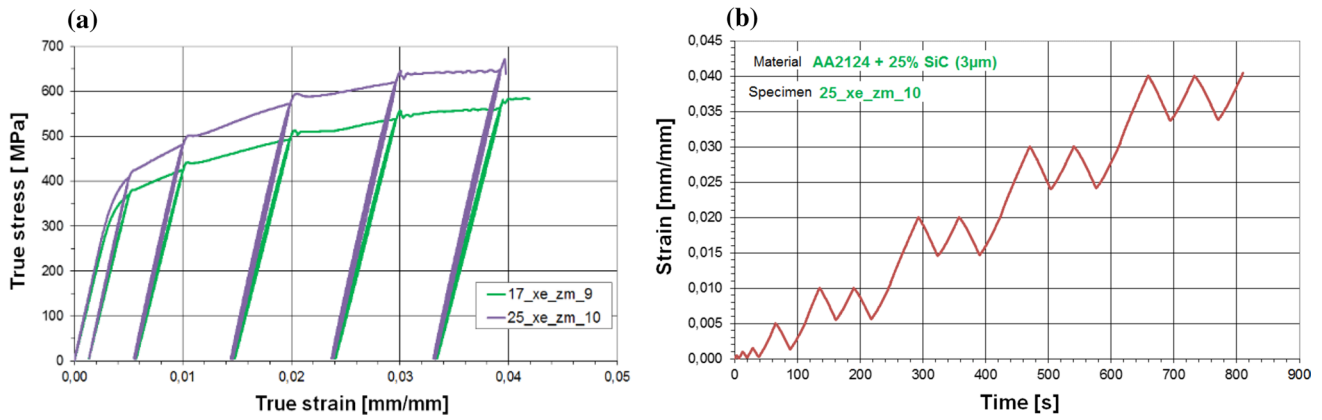 (a)
True stress [ MPa]
700
600
500
400
300
200
100
0
0,00 0,01 0,02 0,03 0,04 0,05
True strain [mm/mm]
17_xe_zm_9
25_xe_zm_10
(b)
Strain [mm/mm]
0,045
0,040
0,035
0,030
0,025
0,020
0,015
0,010
0,005
0,000
Material AA2124 + 25% SiC (3µm)
Specimen 25_xe_zm_10
0 100 200 300 400 500 600 700 800 900
Time [s]